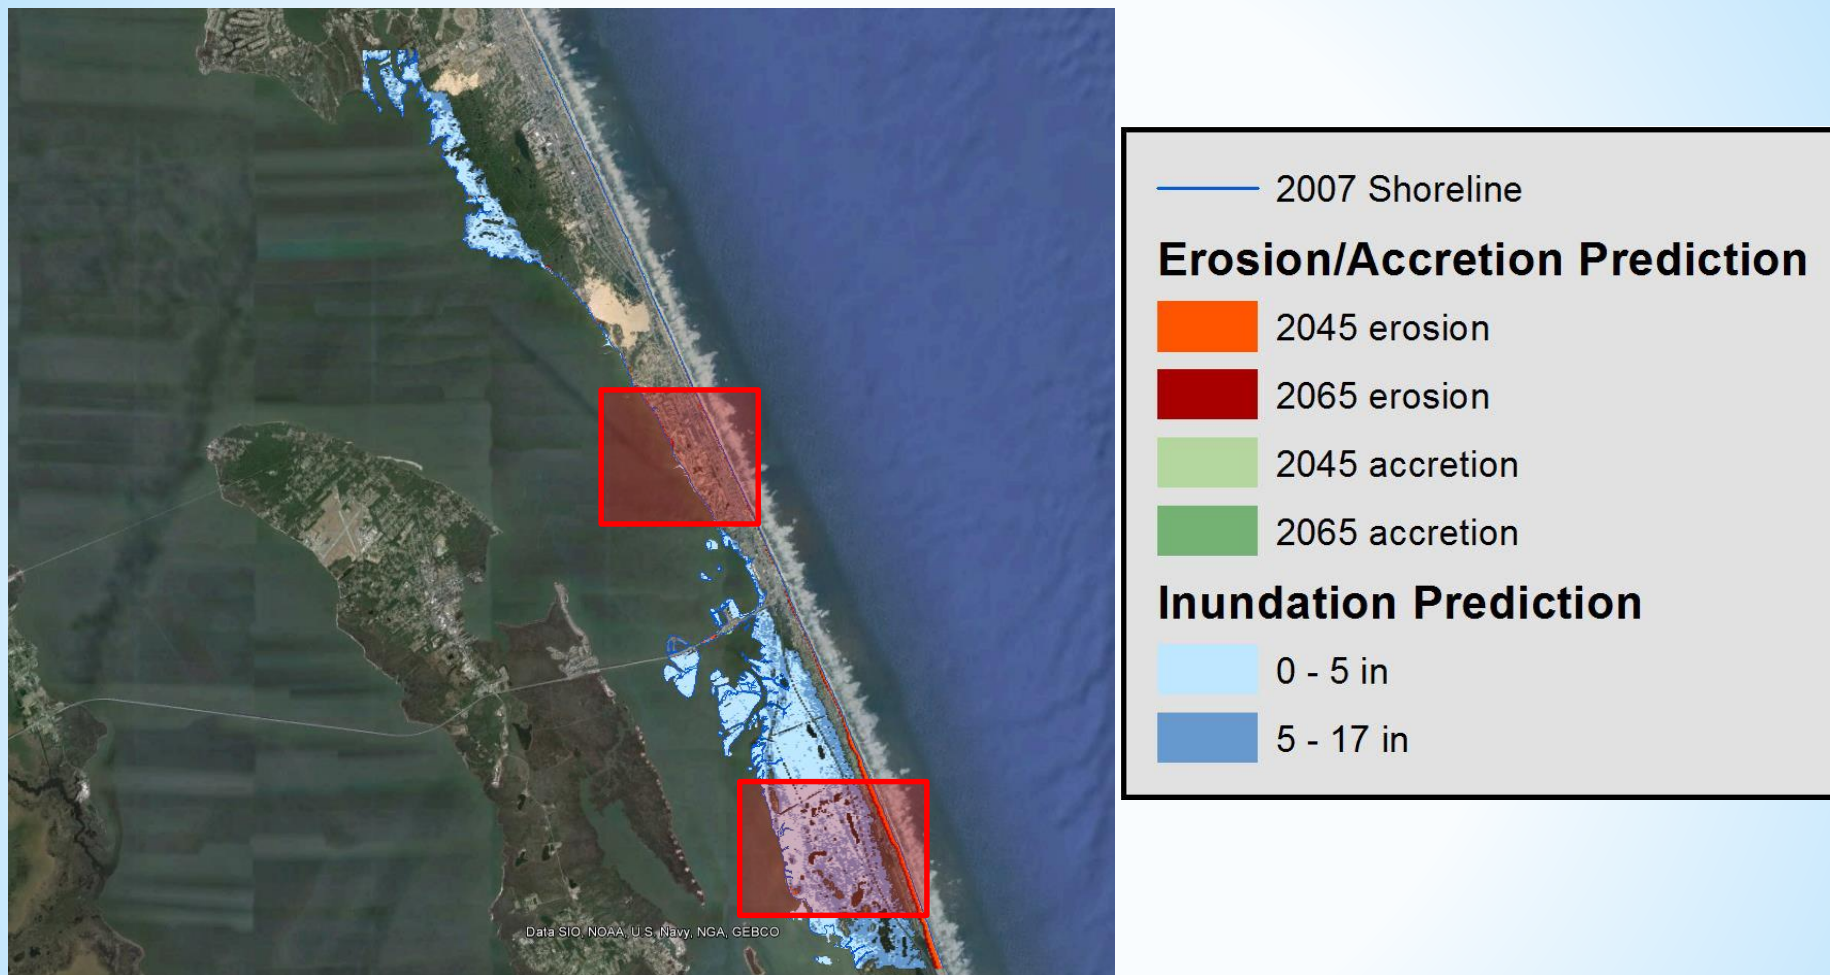 2007 Shoreline
Erosion/Accretion Prediction
2045 erosion
2065 erosion
2045 accretion
2065 accretion
Inundation Prediction
0 - 5 in
5 - 17 in
Data SIO, NOAA, U.S. Navy, NGA, GEBCO